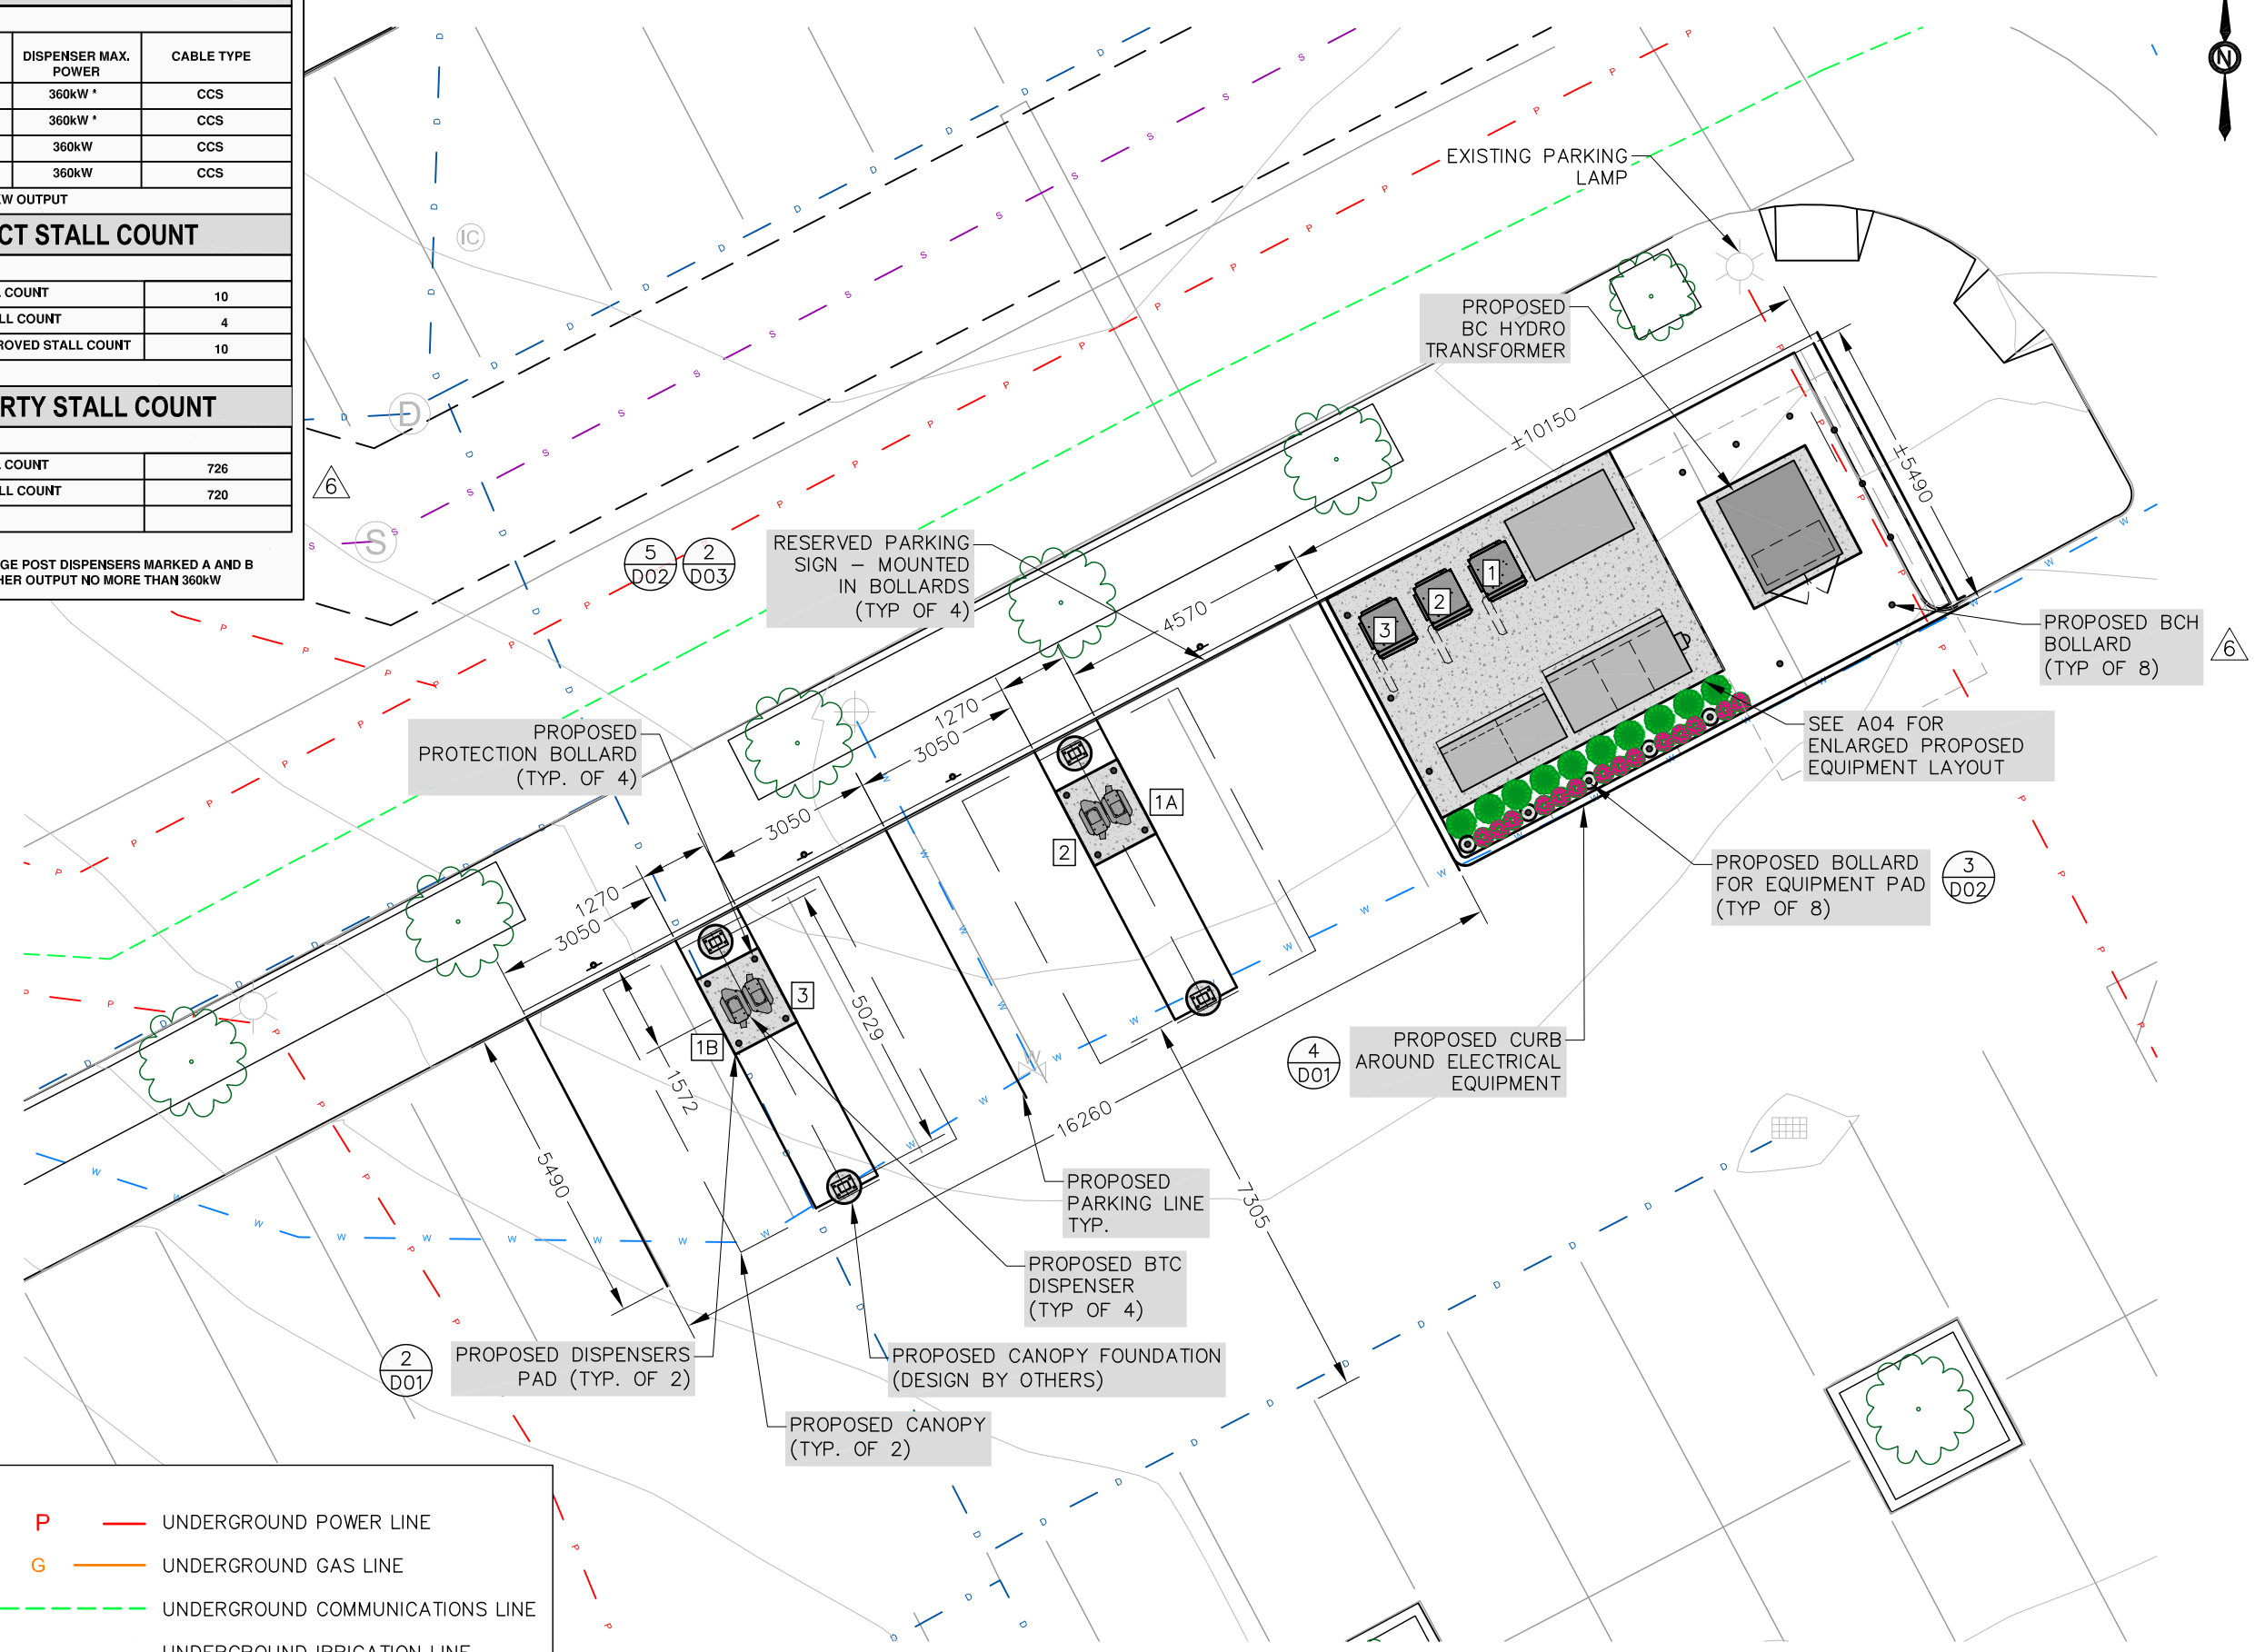 DISPENSER MAX.
POWER
CABLE TYPE
360kW *
CCS
360kW *
CCS
360kW
CCS
360kW
CCS
OUTPUT
STALL COUNT
COUNT
10
COUNT
4
STALL COUNT
10
STALL COUNT
COUNT
726
COUNT
720
POST DISPENSERS MARKED A AND B
OUTPUT NO MORE THAN 360kW
6
N
IC
D
S
EXISTING PARKING
LAMP
PROPOSED
BC HYDRO
TRANSFORMER
±10150
±5490
5
D02
2
D03
RESERVED PARKING
SIGN – MOUNTED
IN BOLLARDS
(TYP OF 4)
4570
1
2
3
PROPOSED BCH
BOLLARD
(TYP OF 8)
6
1270
3050
PROPOSED
PROTECTION BOLLARD
(TYP. OF 4)
SEE A04 FOR
ENLARGED PROPOSED
EQUIPMENT LAYOUT
3050
1A
2
PROPOSED BOLLARD
FOR EQUIPMENT PAD
(TYP OF 8)
3
D02
1270
3050
3
1B
5029
1572
5490
W
4
D01
PROPOSED CURB
AROUND ELECTRICAL
EQUIPMENT
16260
7305
PROPOSED
PARKING LINE
TYP.
PROPOSED BTC
DISPENSER
(TYP OF 4)
2
D01
PROPOSED DISPENSERS
PAD (TYP. OF 2)
PROPOSED CANOPY FOUNDATION
(DESIGN BY OTHERS)
PROPOSED CANOPY
(TYP. OF 2)
P
UNDERGROUND POWER LINE
G
UNDERGROUND GAS LINE
UNDERGROUND COMMUNICATIONS LINE
UNDERGROUND IRRIGATION LINE